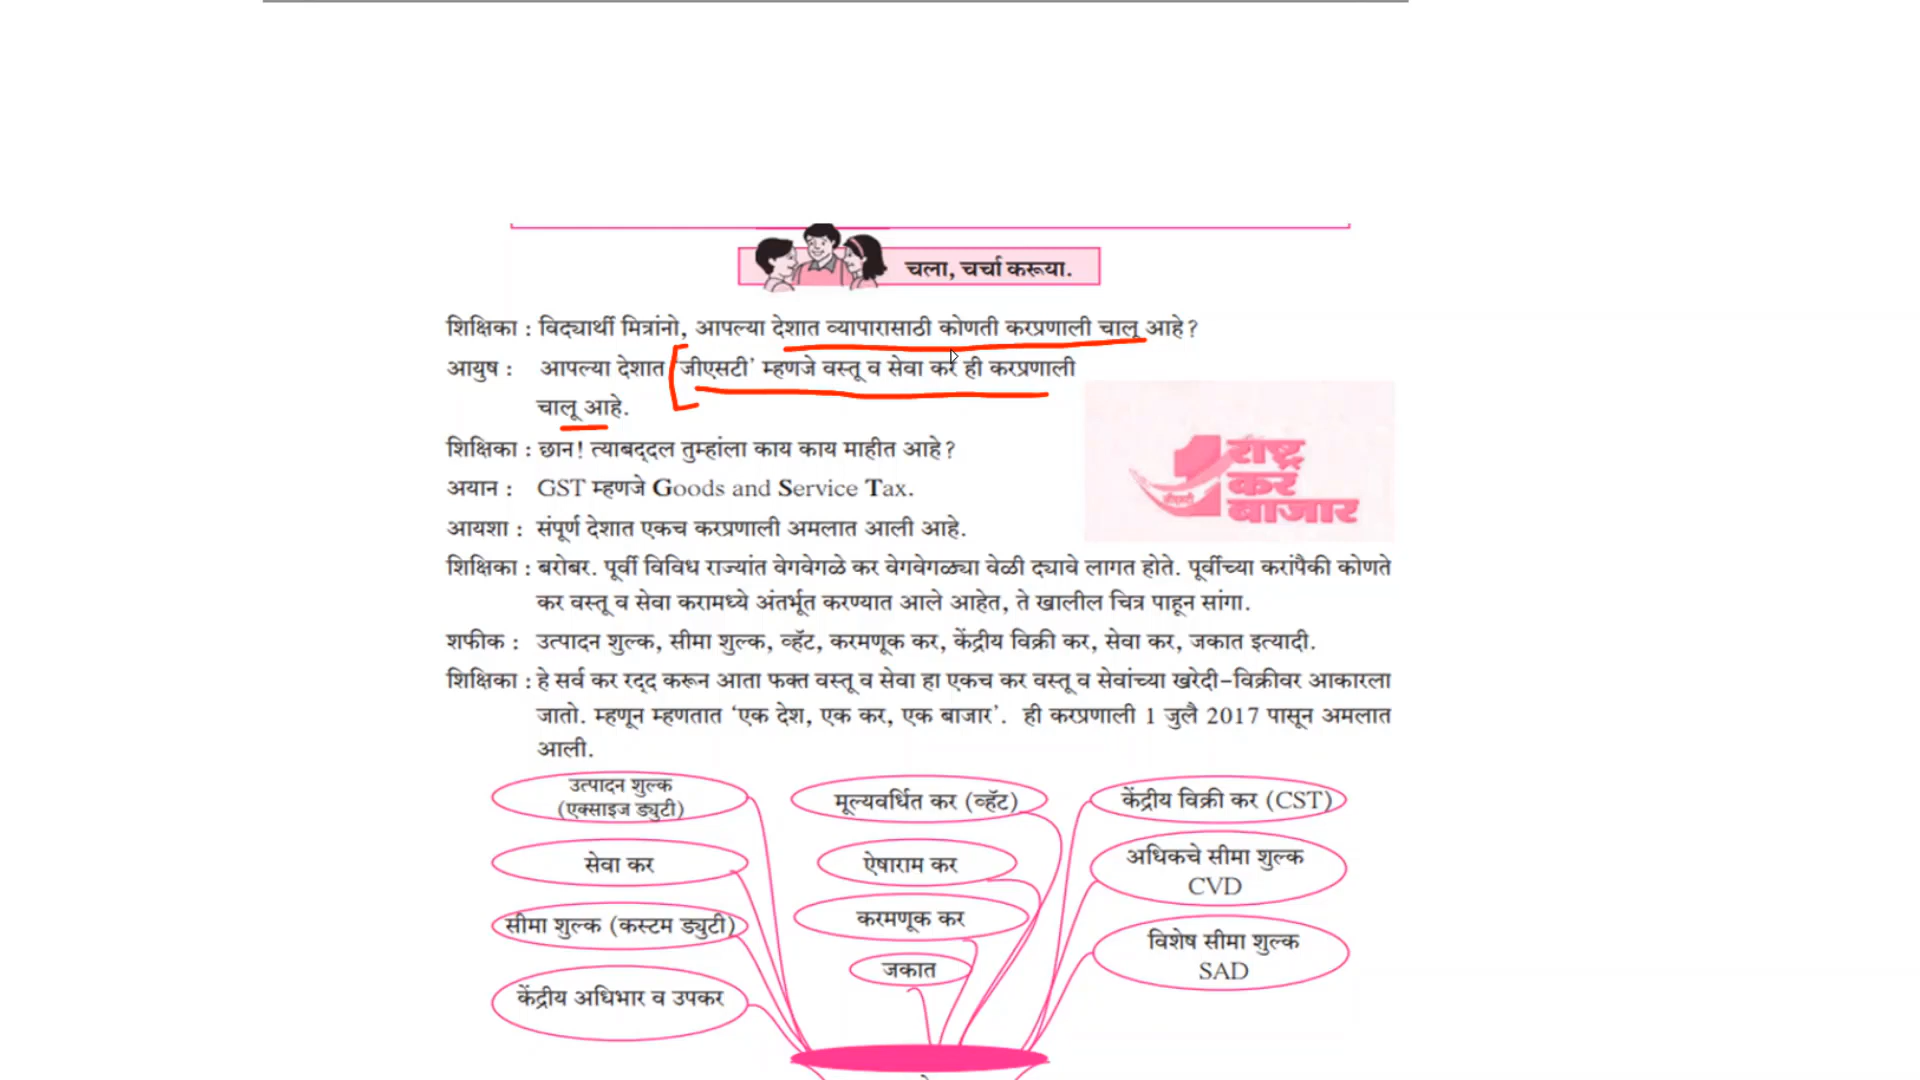 चला, चर्चा करूया.
शिक्षिका : विद्यार्थी मित्रांनो, आपल्या देशात व्यापारासाठी कोणती करप्रणाली चालू आहे?
आयुष : आपल्या देशात ‘जीएसटी’ म्हणजे वस्तू व सेवा कर ही करप्रणाली
चालू आहे.
शिक्षिका : छान! त्याबद्दल तुम्हांला काय काय माहीत आहे?
अयान : GST म्हणजे Goods and Service Tax.
आयशा : संपूर्ण देशात एकच करप्रणाली अमलात आली आहे.
राष्ट्र
कर
बाजार
जीएसटी
शिक्षिका : बरोबर. पूर्वी विविध राज्यांत वेगवेगळे कर वेगवेगळ्या वेळी द्यावे लागत होते. पूर्वीच्या करांपैकी कोणते
कर वस्तू व सेवा करामध्ये अंतर्भूत करण्यात आले आहेत, ते खालील चित्र पाहून सांगा.
शफीक : उत्पादन शुल्क, सीमा शुल्क, व्हॅट, करमणूक कर, केंद्रीय विक्री कर, सेवा कर, जकात इत्यादी.
शिक्षिका : हे सर्व कर रद्द करून आता फक्त वस्तू व सेवा हा एकच कर वस्तू व सेवांच्या खरेदी-विक्रीवर आकारला
जातो. म्हणून म्हणतात ‘एक देश, एक कर, एक बाजार’. ही करप्रणाली 1 जुलै 2017 पासून अमलात
आली.
उत्पादन शुल्क
(एक्साइज ड्युटी)
मूल्यवर्धित कर (व्हॅट)
केंद्रीय विक्री कर (CST)
सेवा कर
ऐषाराम कर
अधिकचे सीमा शुल्क
CVD
सीमा शुल्क (कस्टम ड्युटी)
करमणूक कर
विशेष सीमा शुल्क
SAD
जकात
केंद्रीय अधिभार व उपकर